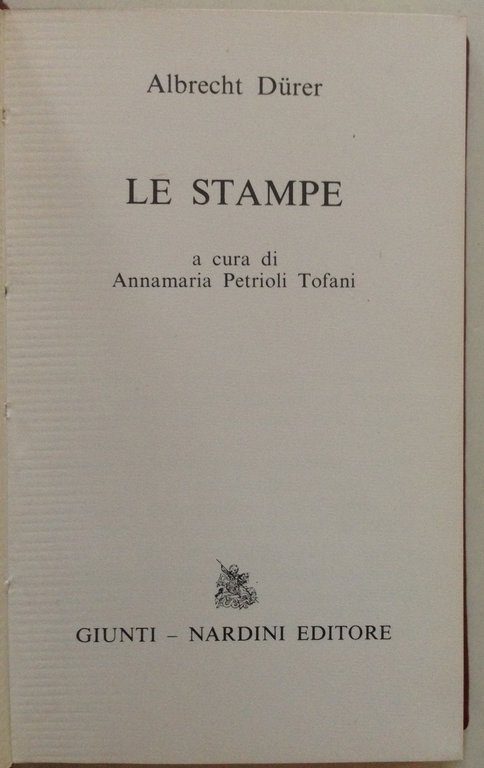 Albrecht Dürer
LE STAMPE
a cura di
Annamaria Petrioli Tofani
GIUNTI – NARDINI EDITORE